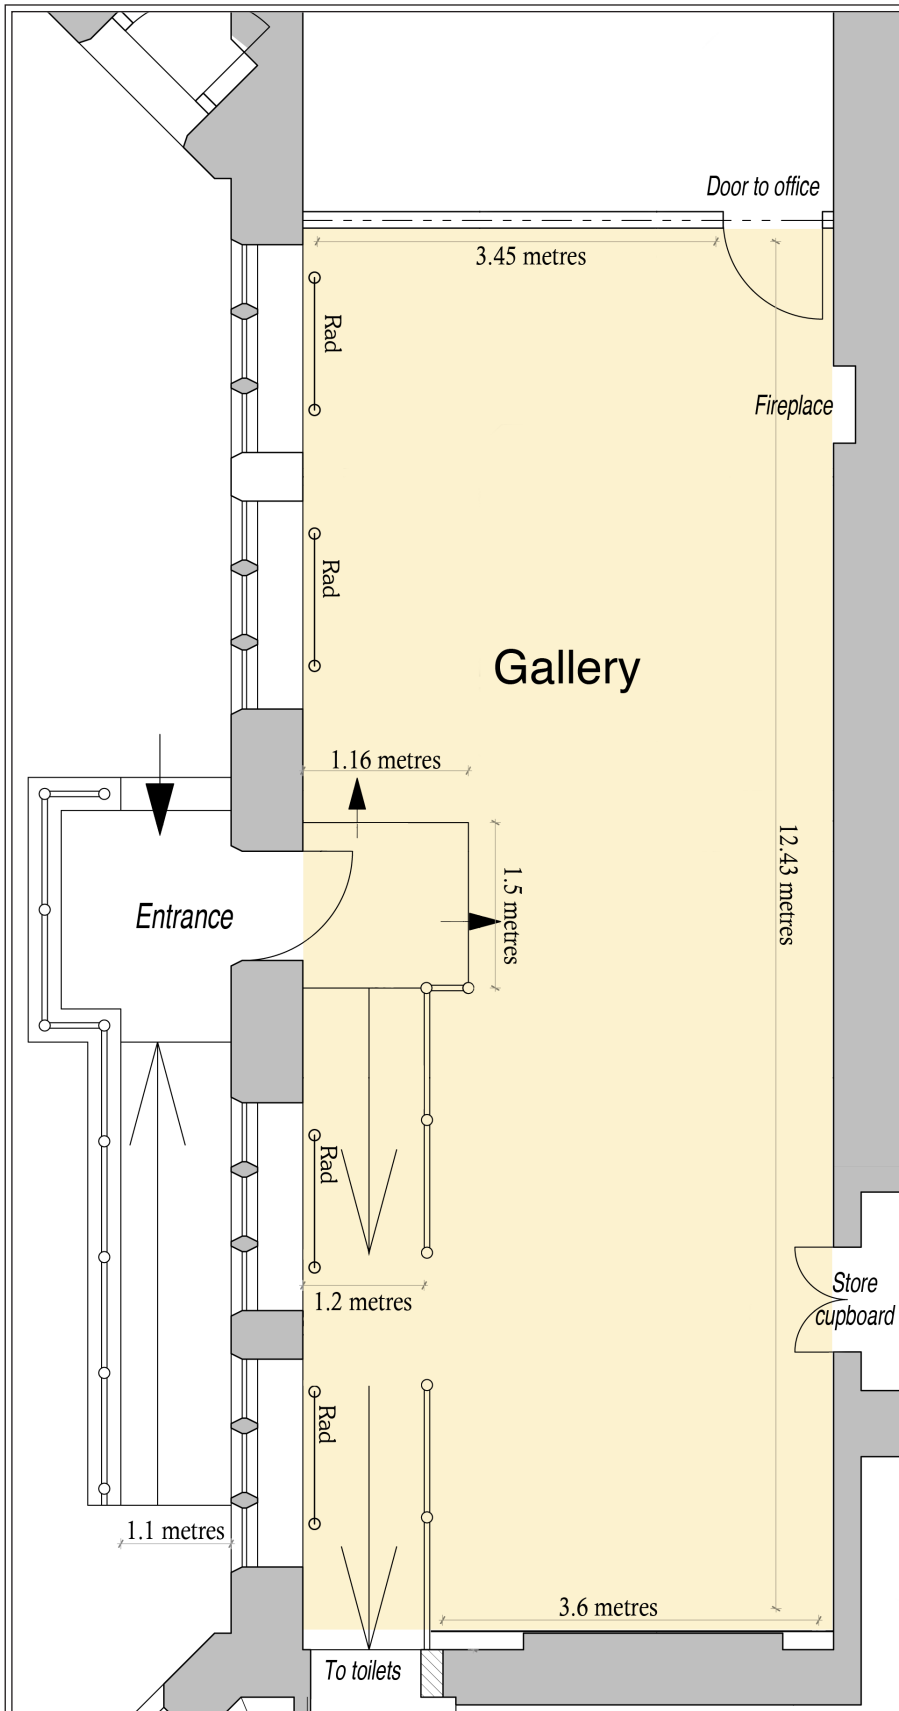 Door to office
3.45 metres
Rad
Fireplace
Rad
Gallery
1.16 metres
12.43 metres
1.5 metres
Entrance
Rad
Store
cupboard
1.2 metres
Rad
1.1 metres
3.6 metres
To toilets